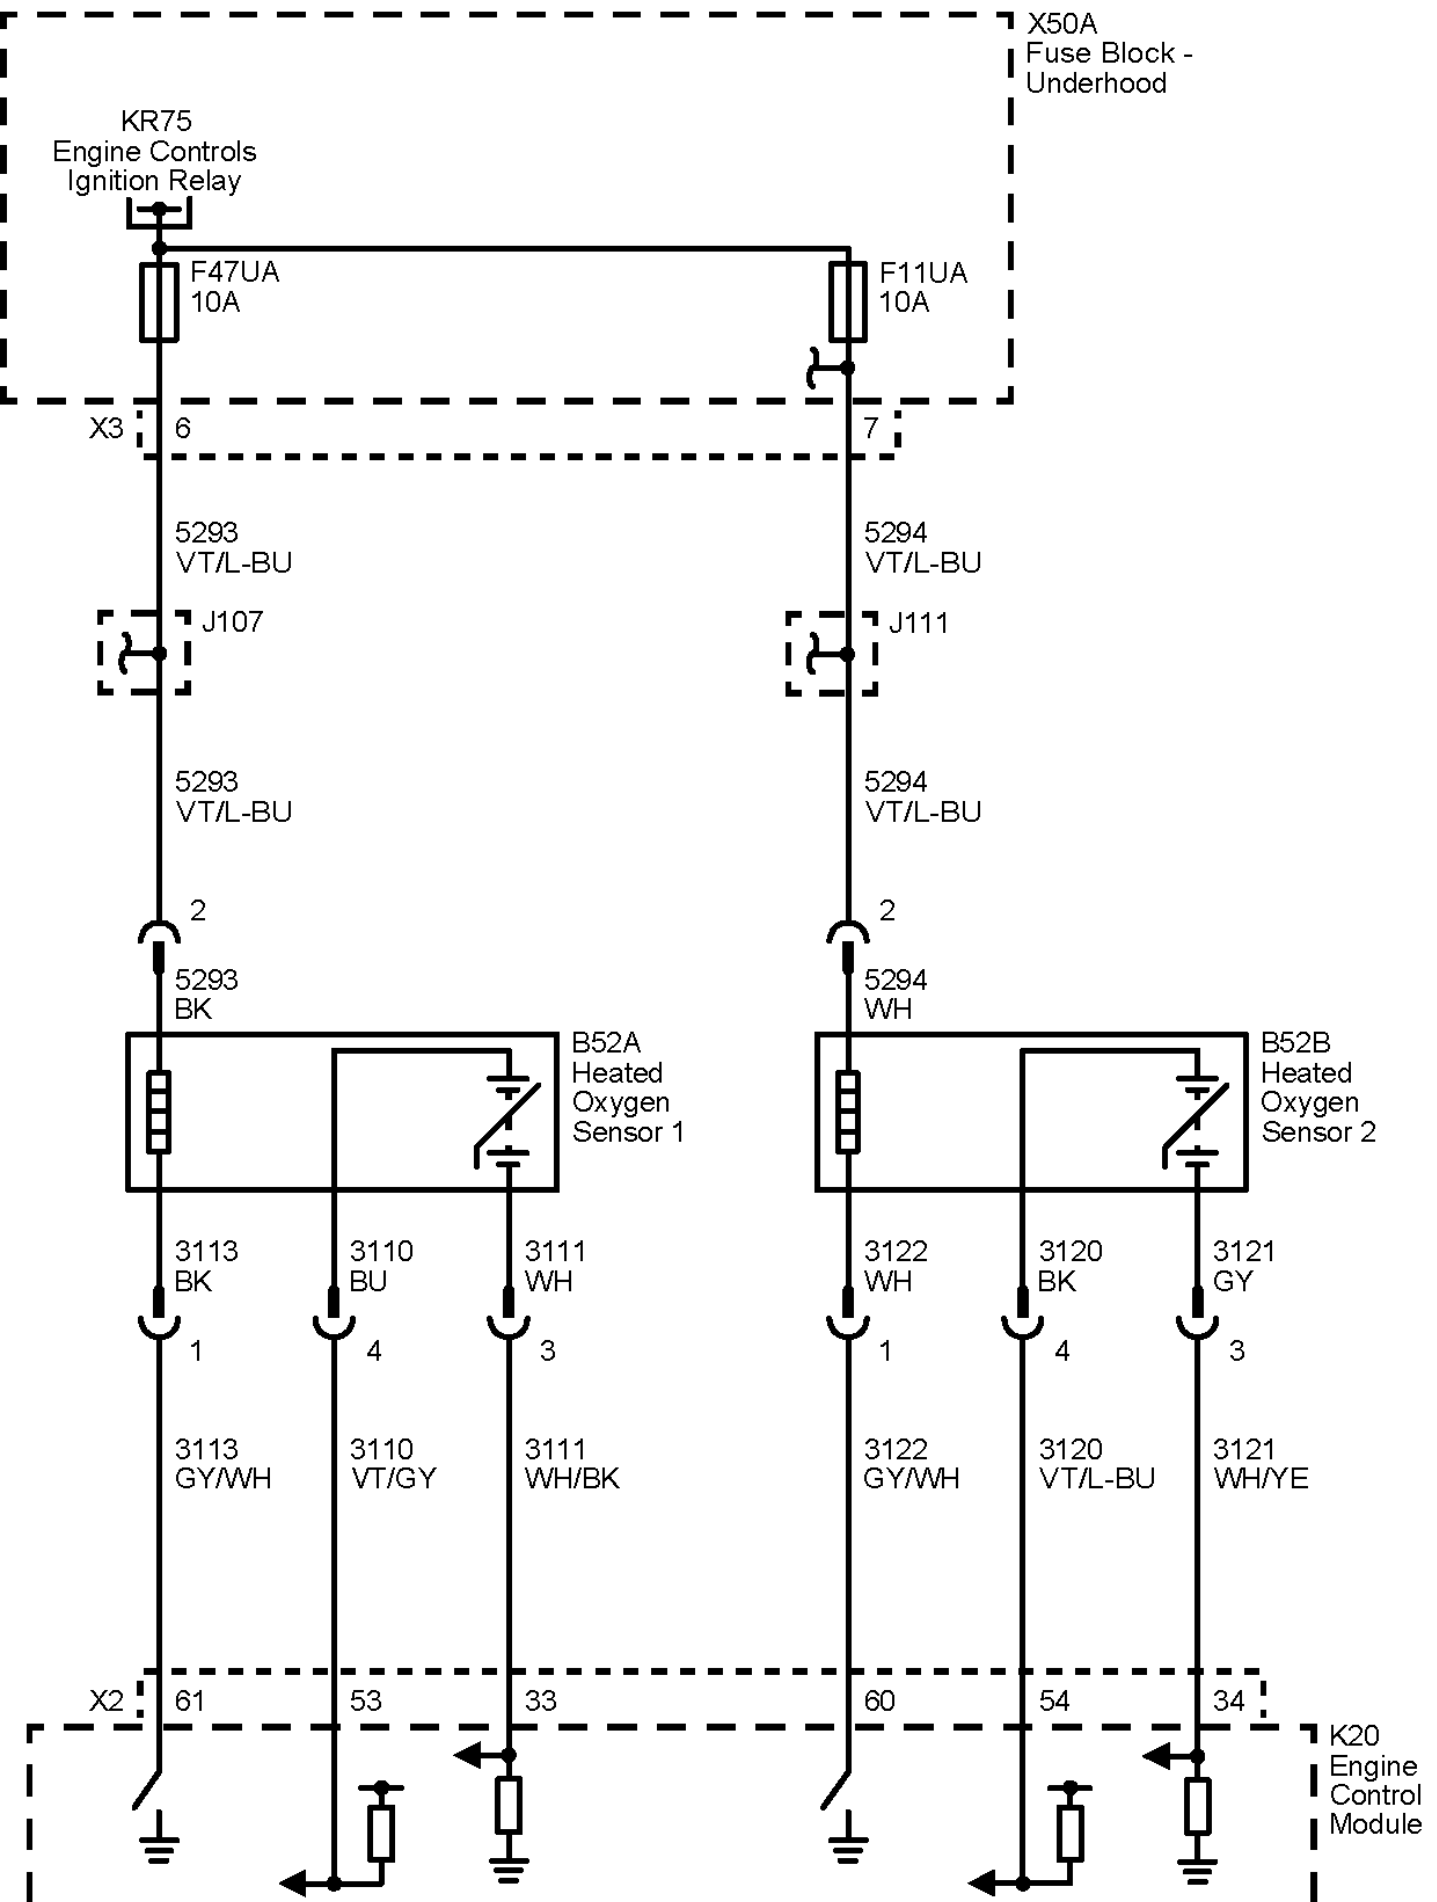 X50A
Fuse Block -
Underhood
KR75
Engine Controls
Ignition Relay
F47UA
10A
F11UA
10A
X3 6 7
5293
VT/L-BU
5294
VT/L-BU
J107
J111
5293
VT/L-BU
5294
VT/L-BU
2 2
5293
BK
5294
WH
B52A
Heated
Oxygen
Sensor 1
B52B
Heated
Oxygen
Sensor 2
3113
BK
3110
BU
3111
WH
3122
WH
3120
BK
3121
GY
1 4 3 1 4 3
3113
GY/WH
3110
VT/GY
3111
WH/BK
3122
GY/WH
3120
VT/L-BU
3121
WH/YE
X2 61 53 33 60 54 34
K20
Engine
Control
Module